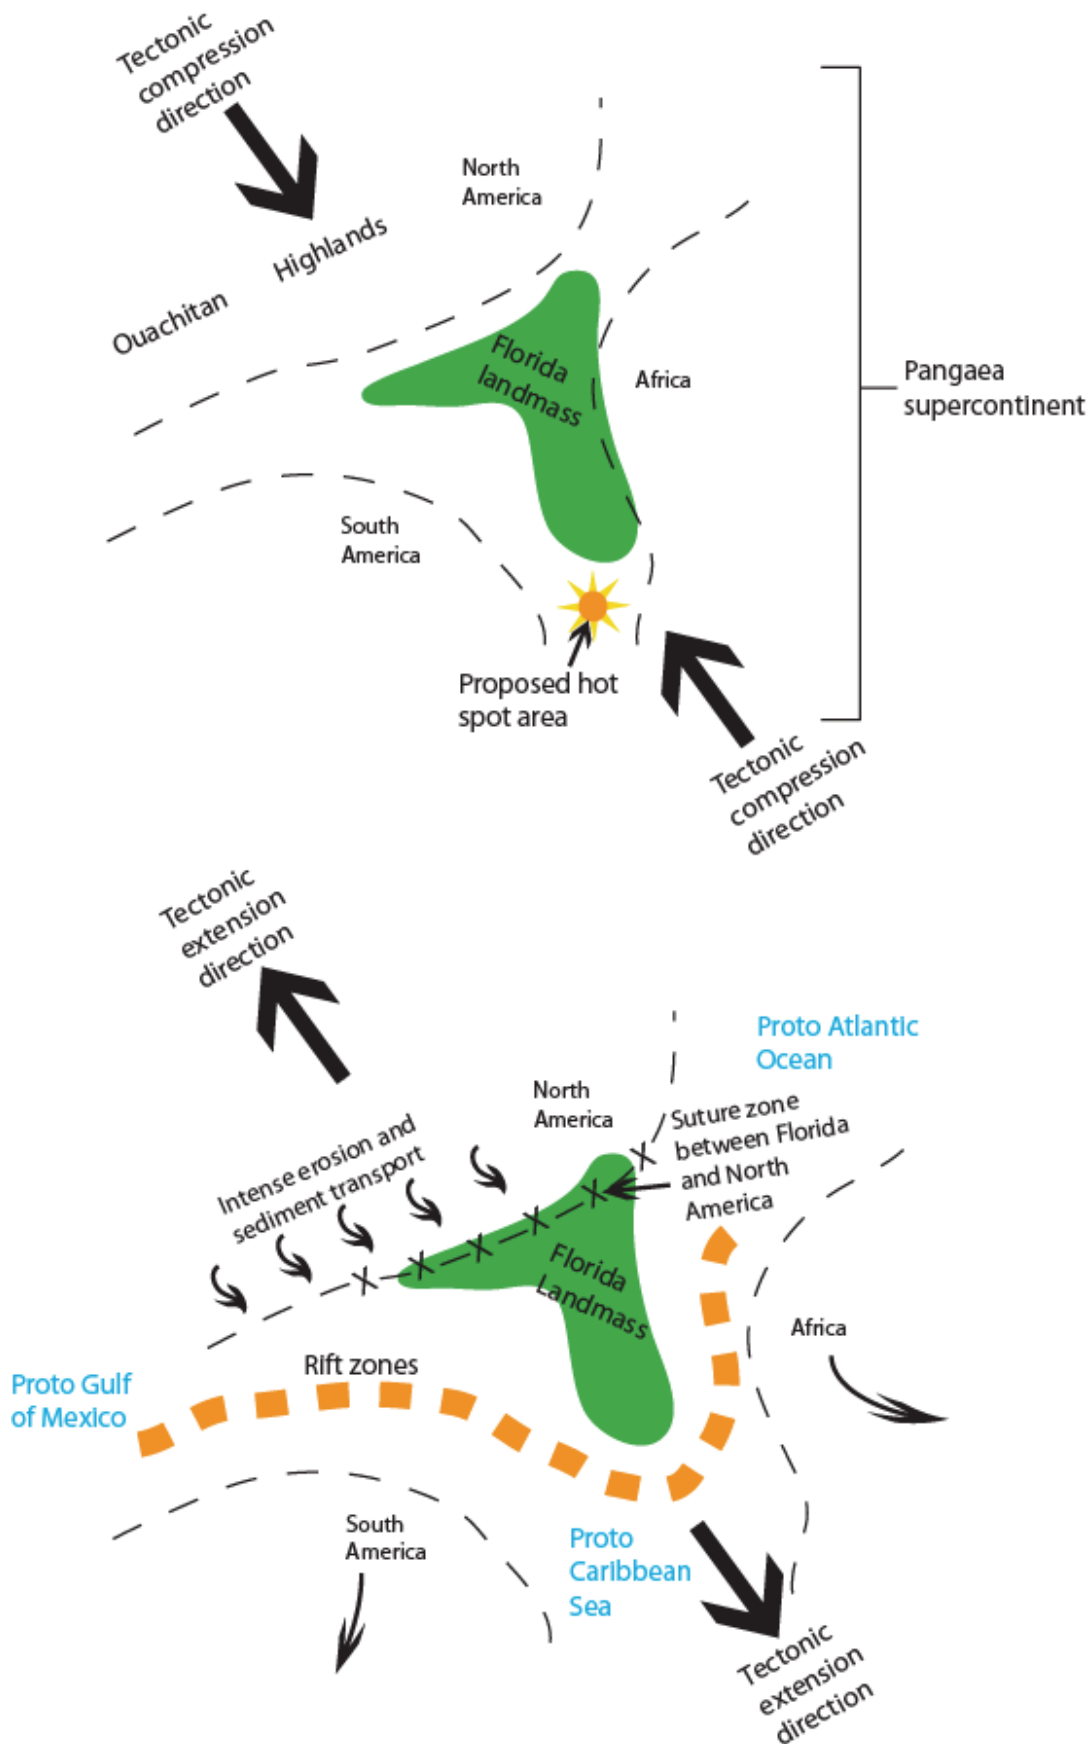 Tectonic
compression
direction
North
America
Highlands
Ouachitan
Florida
landmass
Africa
Pangaea
supercontinent
South
America
Proposed hot
spot area
Tectonic
compression
direction
Tectonic
extension
direction
Proto Atlantic
Ocean
North
America
Suture zone
between Florida
and North
America
Intense erosion and
sediment transport
Florida
Landmass
Africa
Rift zones
Proto Gulf
of Mexico
South
America
Proto
Caribbean
Sea
Tectonic
extension
direction